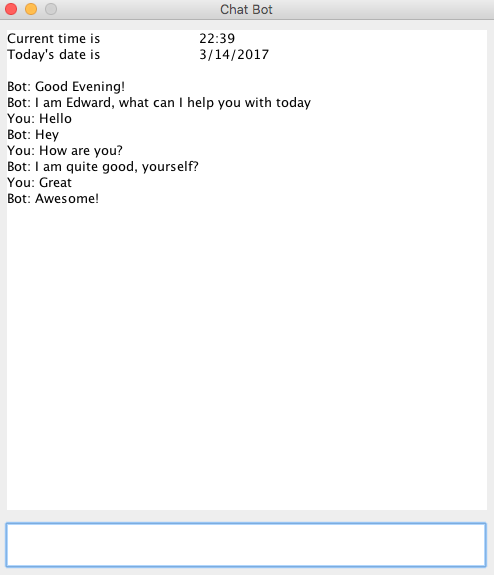 Chat Bot
Current time is 22:39
Today's date is 3/14/2017
Bot: Good Evening!
Bot: I am Edward, what can I help you with today
You: Hello
Bot: Hey
You: How are you?
Bot: I am quite good, yourself?
You: Great
Bot: Awesome!